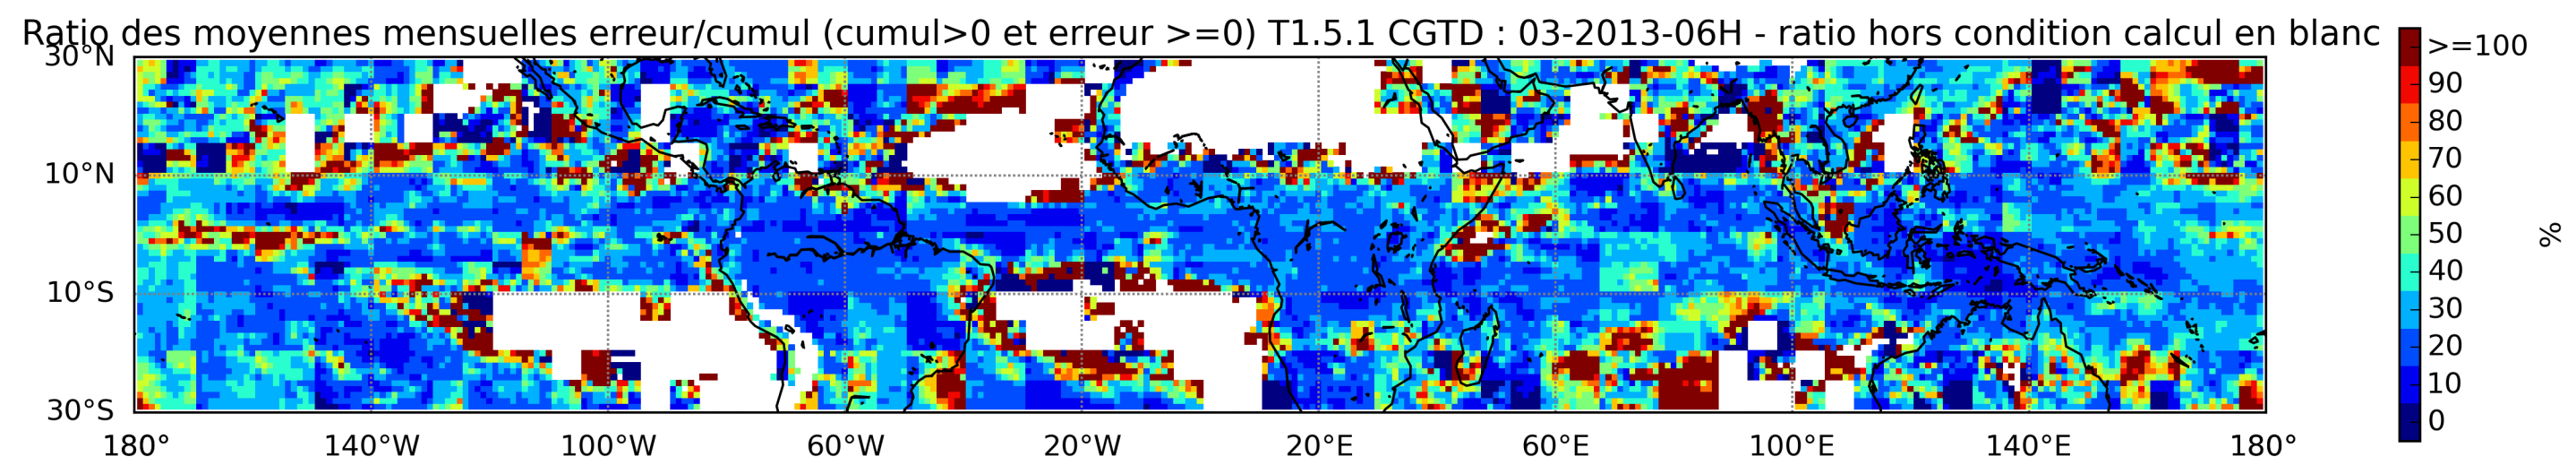 Ratio des moyennes mensuelles erreur/cumul (cumul>0 et erreur >=0) T1.5.1 CGTD : 03-2013-06H - ratio hors condition calcul en blanc
30°N
10°N
10°S
30°S
180° 140°W 100°W 60°W 20°W 20°E 60°E 100°E 140°E 180°
>=100
90
80
70
60
50
40
30
20
10
0
%